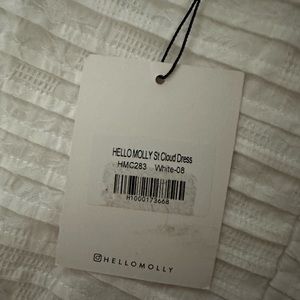 HELLO MOLLY St Cloud Dress
HMC283 White-08
H1000173668
HELLOMOLLY